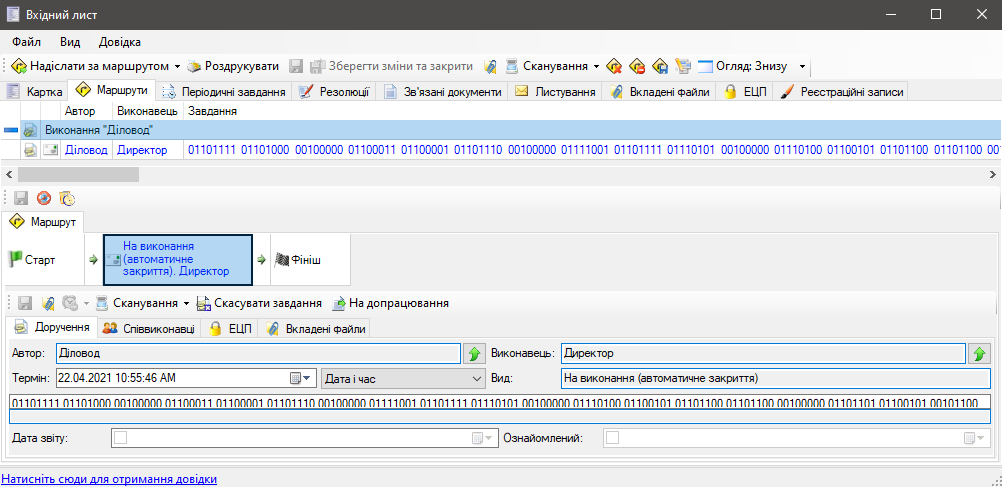 Вхідний лист
Файл Вид Довідка
Надіслати за маршрутом Роздрукувати Зберегти зміни та закрити Сканування Огляд: Знизу
Картка Маршрути Періодичні завдання Резолюції Зв'язані документи Листування Вкладені файли ЕЦП Реєстраційні записи
Автор Виконавець Завдання
Виконання "Діловод"
Діловод Директор 01101111 01101000 00100000 01100011 01100001 01101110 00100000 01111001 01101111 01110101 00100000 01110100 01100101 01101100 01101100 00
Маршрут
Старт
На виконання
(автоматичне
закриття). Директор
Фініш
Сканування Скасувати завдання На допрацювання
Доручення Співвиконавці ЕЦП Вкладені файли
Автор: Діловод Виконавець: Директор
Термін: 22.04.2021 10:55:46 AM Дата і час Вид: На виконання (автоматичне закриття)
01101111 01101000 00100000 01100011 01100001 01101110 00100000 01111001 01101111 01110101 00100000 01110100 01100101 01101100 01101100 00100000 01101101 01100101 00101100
Дата звіту: Ознайомлений:
Натисніть сюди для отримання довідки